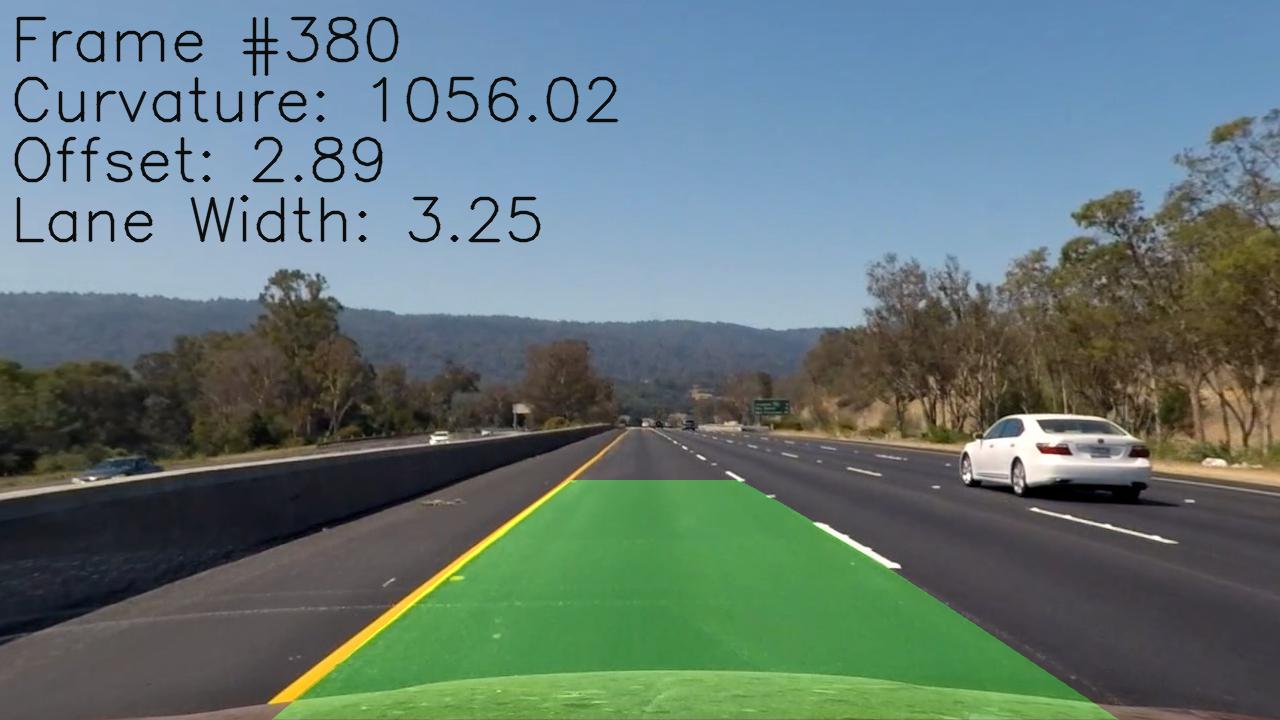 Frame #380
Curvature: 1056.02
Offset: 2.89
Lane Width: 3.25